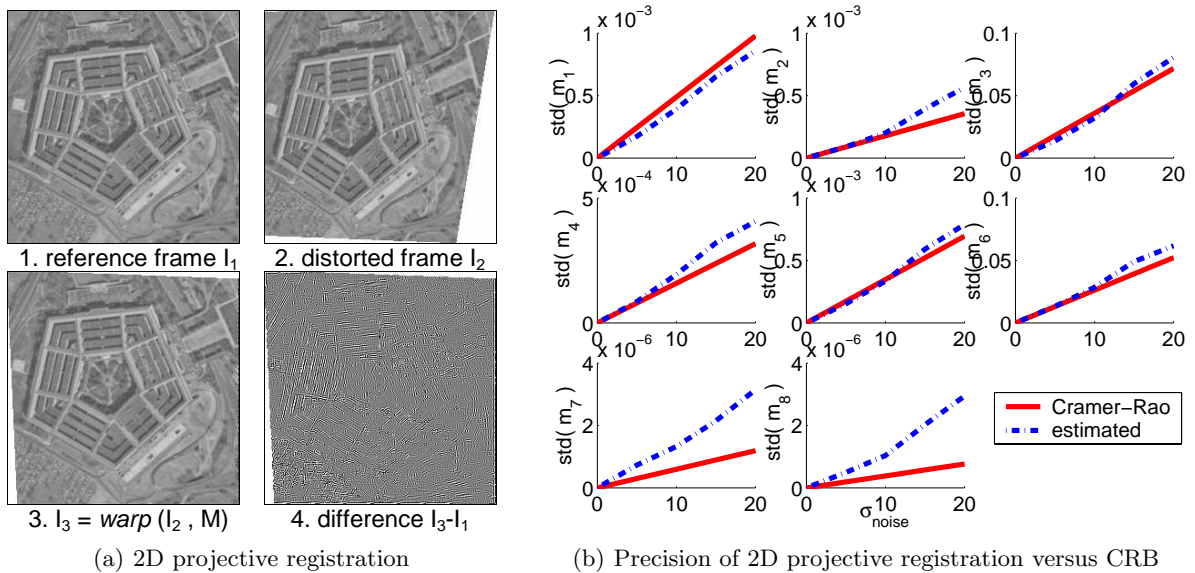 1. reference frame I1
2. distorted frame I2
3. I3 = warp (I2 , M)
4. difference I3-I1
(a) 2D projective registration
x 10-3
1
0.5
0
0 10 20
std( m1 )
x 10-3
1
0.5
0
0 10 20
std( m2 )
0.1
0.05
0
0 10 20
std( m3 )
x 10-4
5
0
0 10 20
std( m4 )
x 10-3
1
0.5
0
0 10 20
std( m5 )
0.1
0.05
0
0 10 20
std( m6 )
x 10-6
4
2
0
0 10 20
std( m7 )
x 10-6
4
2
0
0 10 20
std( m8 )
σnoise
Cramer-Rao
estimated
(b) Precision of 2D projective registration versus CRB